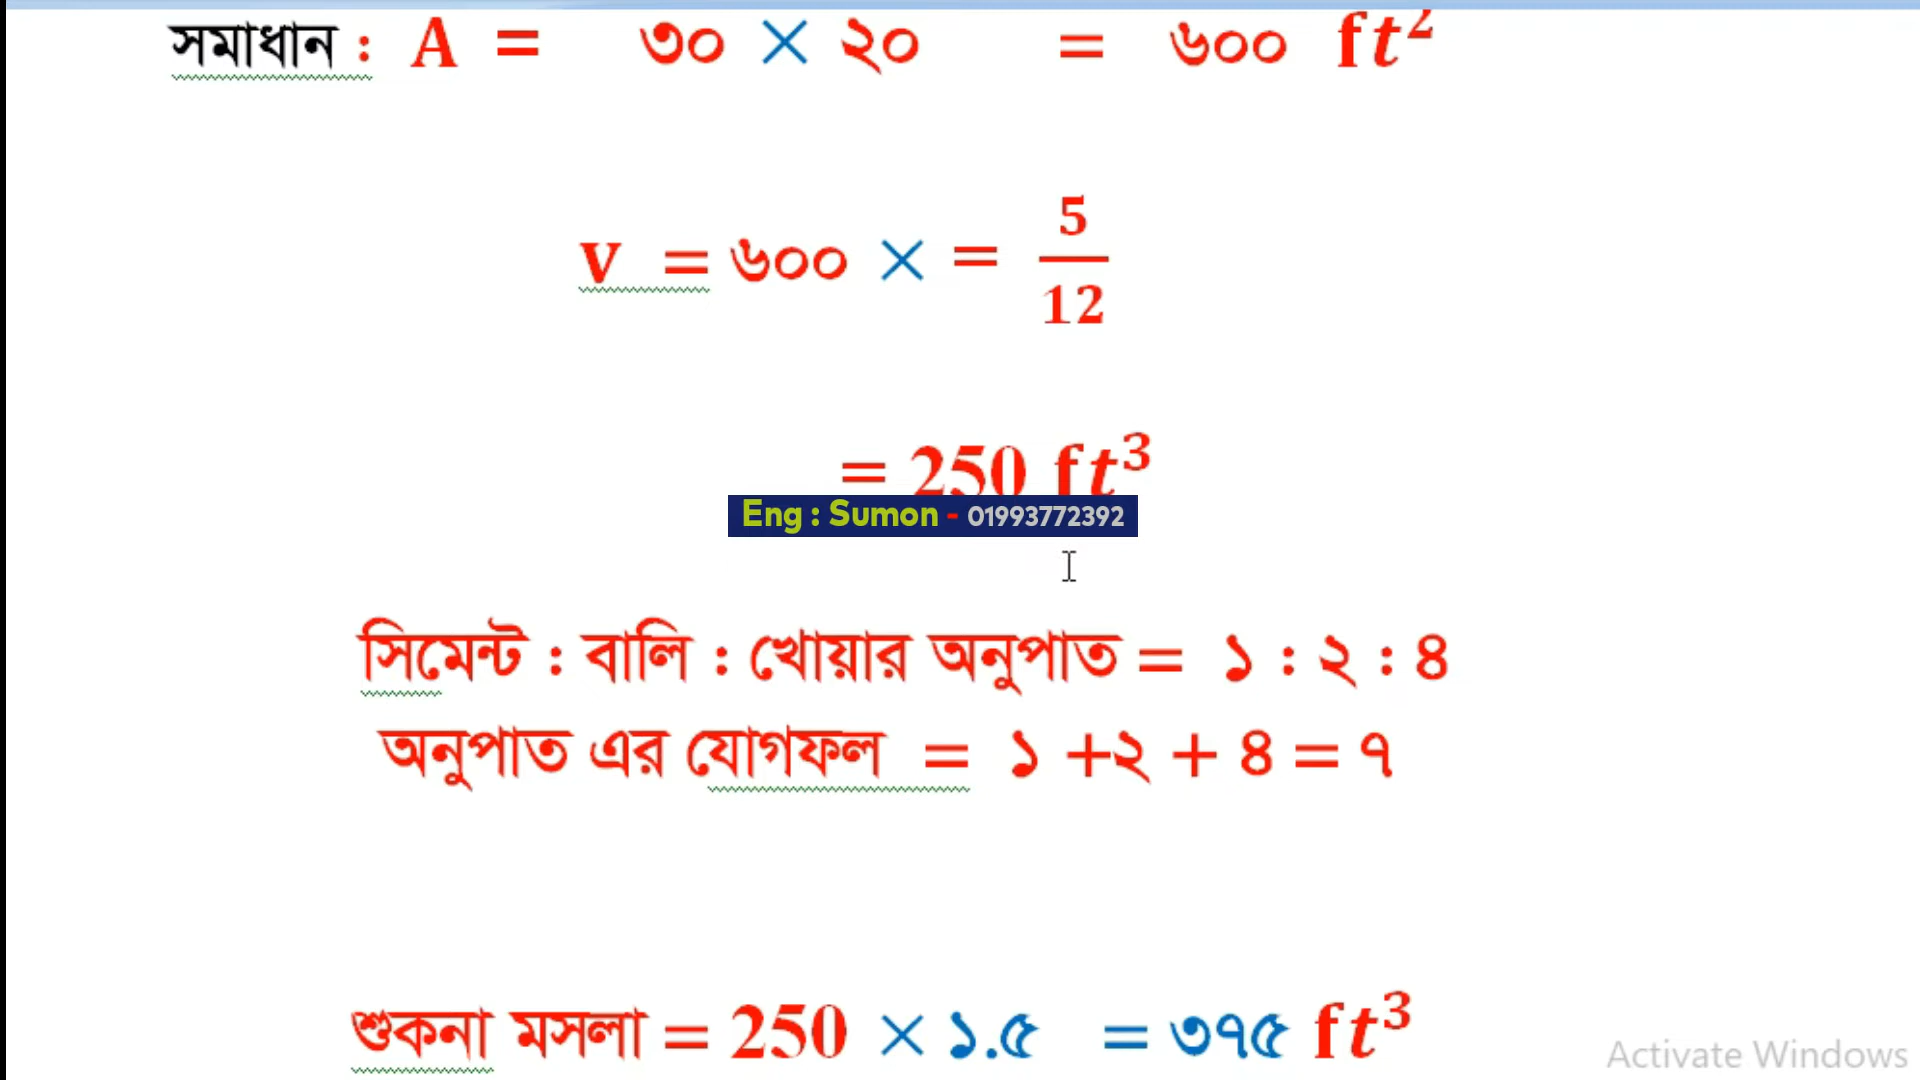 সমাধান : A = ৩০ × ২০ = ৬০০ ft²
v = ৬০০ × = 5/12
= 250 ft³
Eng : Sumon - 01993772392
সিমেন্ট : বালি : খোয়ার অনুপাত = ১ : ২ : ৪
অনুপাত এর যোগফল = ১ +২ + ৪ = ৭
শুকনা মসলা = 250 × ১.৫ = ৩৭৫ ft³
Activate Windows